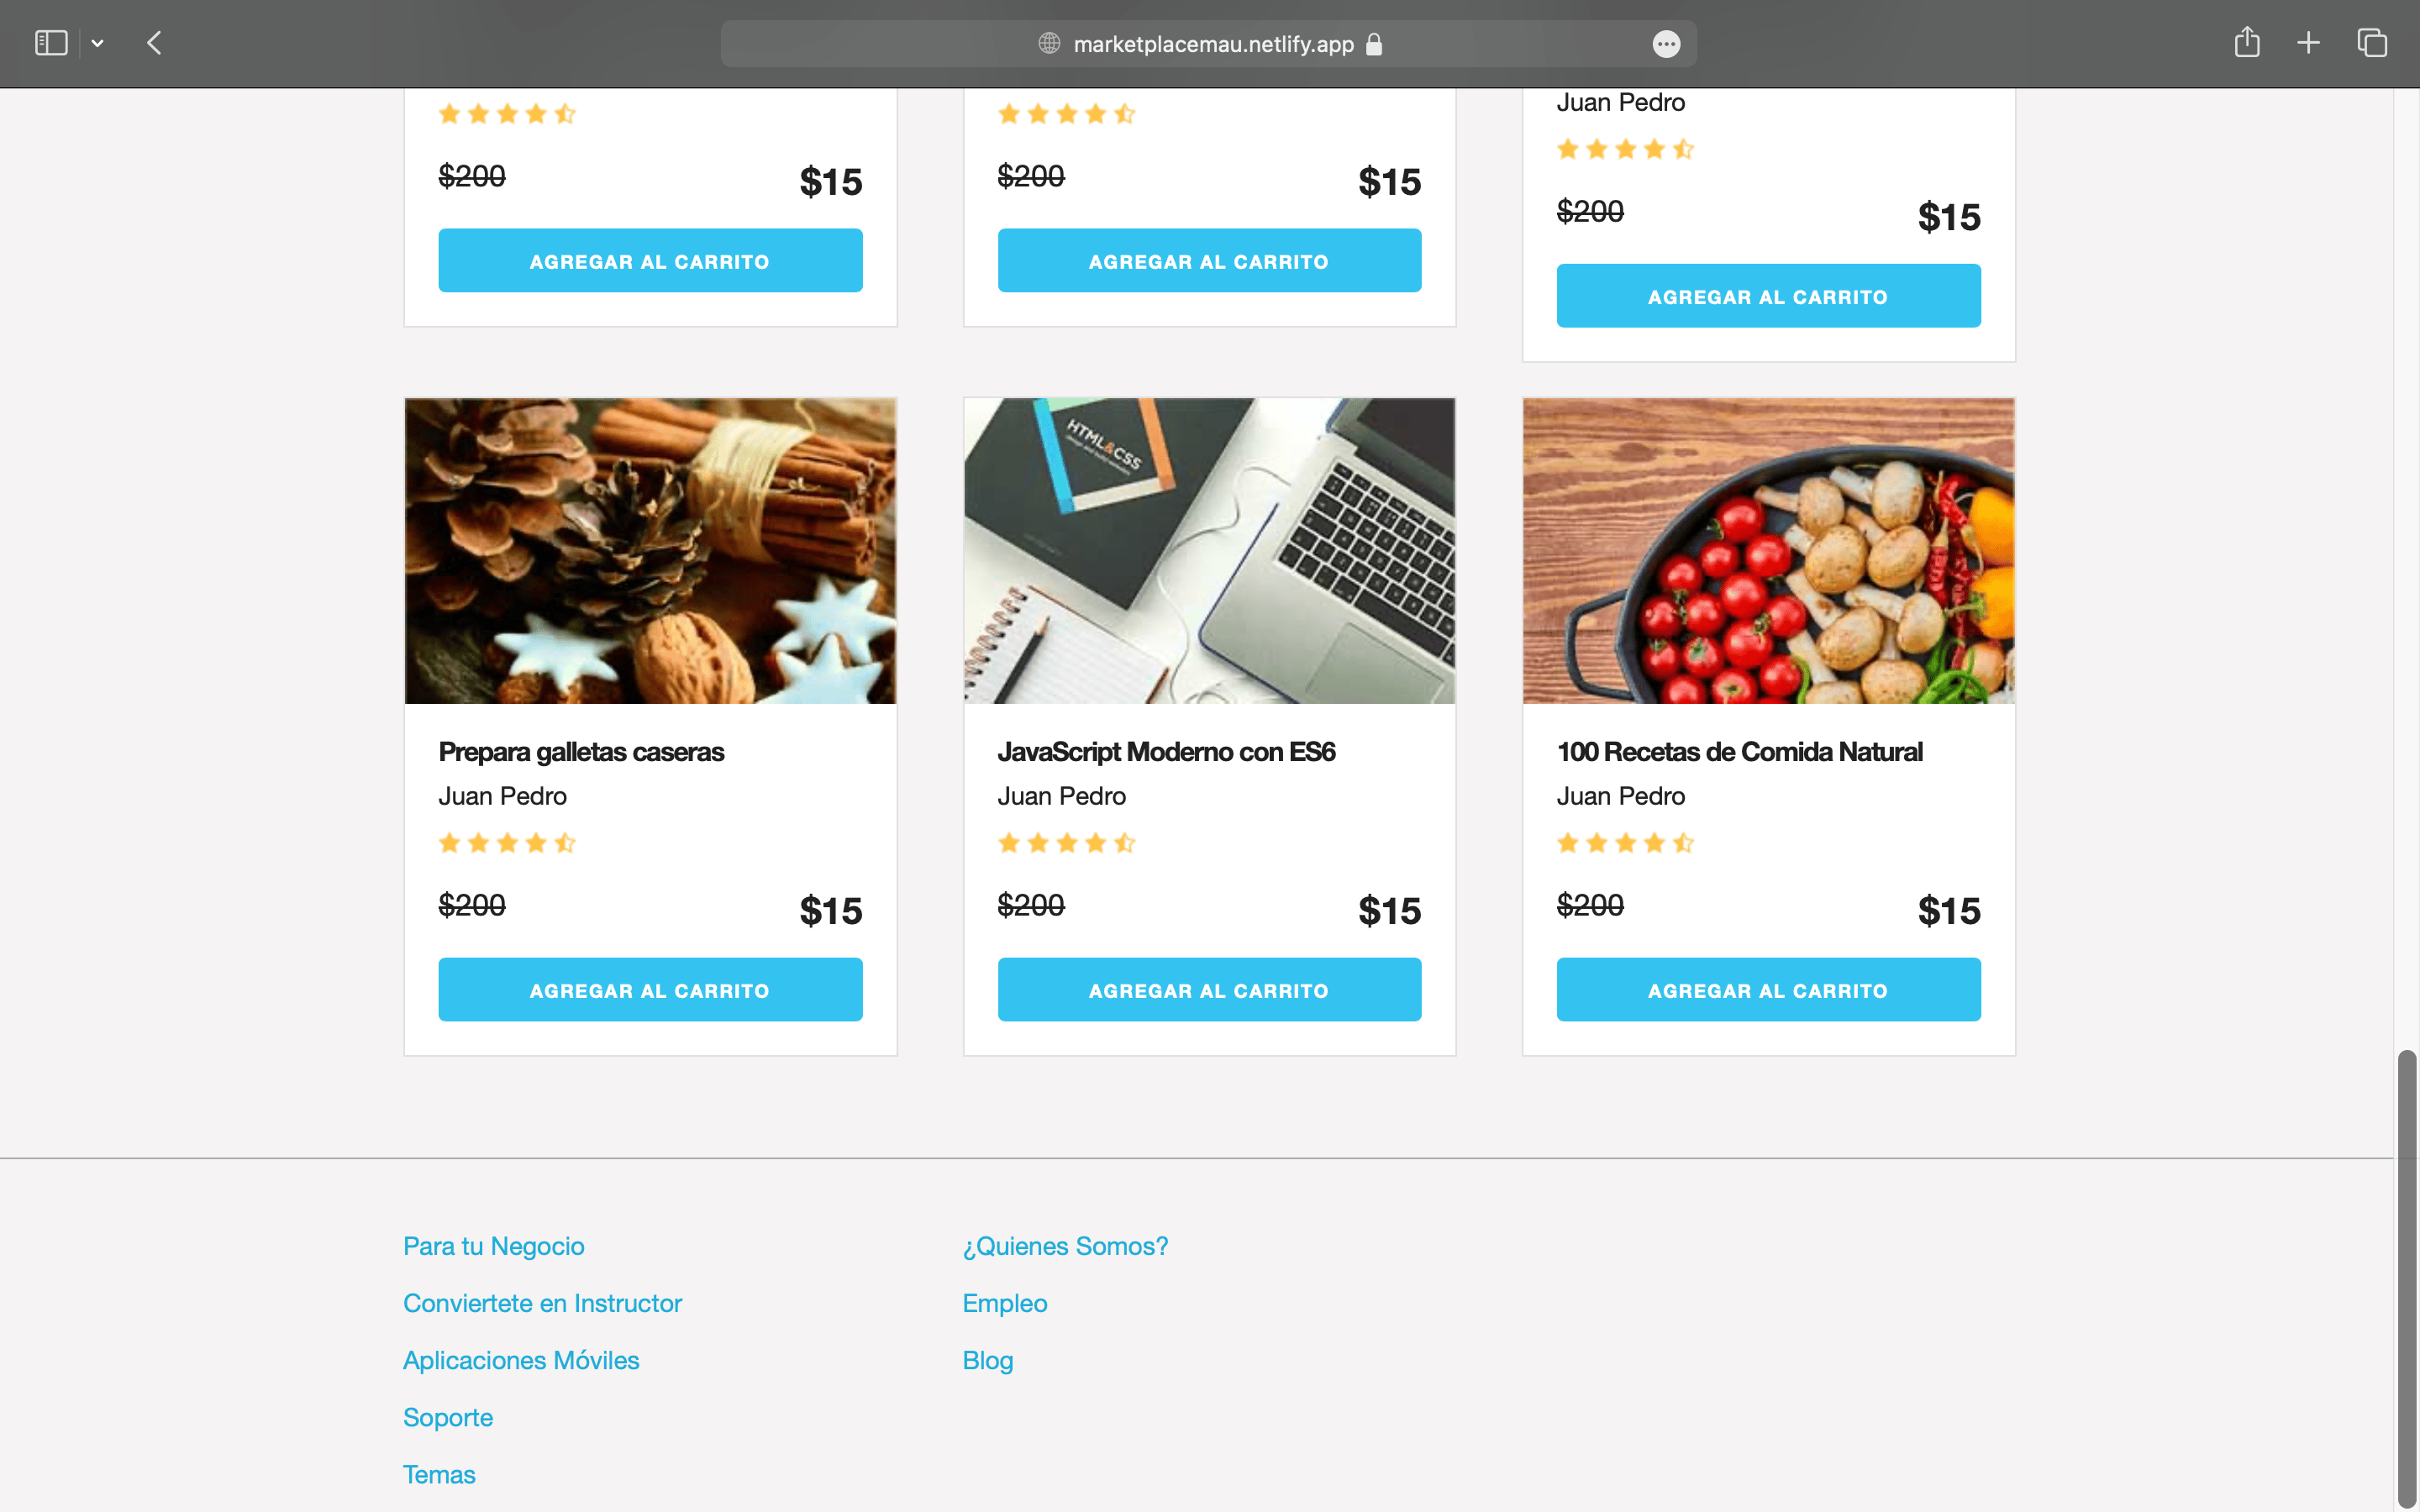 marketplacemau.netlify.app
$200 $15
AGREGAR AL CARRITO
$200 $15
AGREGAR AL CARRITO
Juan Pedro
$200 $15
AGREGAR AL CARRITO
Prepara galletas caseras
Juan Pedro
$200 $15
AGREGAR AL CARRITO
HTML&CSS
JavaScript Moderno con ES6
Juan Pedro
$200 $15
AGREGAR AL CARRITO
100 Recetas de Comida Natural
Juan Pedro
$200 $15
AGREGAR AL CARRITO
Para tu Negocio
Conviertete en Instructor
Aplicaciones Móviles
Soporte
Temas
¿Quienes Somos?
Empleo
Blog